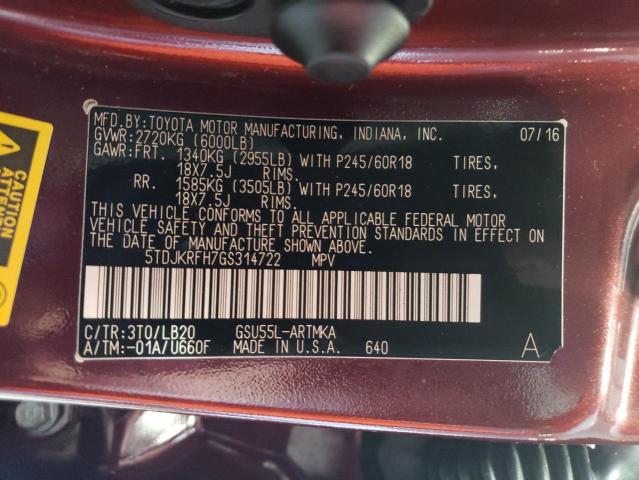 MFD.BY:TOYOTA MOTOR MANUFACTURING, INDIANA, INC. 07/16
GVWR:2720KG (6000LB)
GAWR:FRT. 1340KG (2955LB) WITH P245/60R18 TIRES,
18X7.5J RIMS.
RR. 1585KG (3505LB) WITH P245/60R18 TIRES,
18X7.5J RIMS.
THIS VEHICLE CONFORMS TO ALL APPLICABLE FEDERAL MOTOR
VEHICLE SAFETY AND THEFT PREVENTION STANDARDS IN EFFECT ON
THE DATE OF MANUFACTURE SHOWN ABOVE.
5TDJKRFH7GS314722 MPV
C/TR:3T0/LB20 GSU55L-ARTMKA
A/TM:-01A/U660F MADE IN U.S.A. 640 A
CAUTION